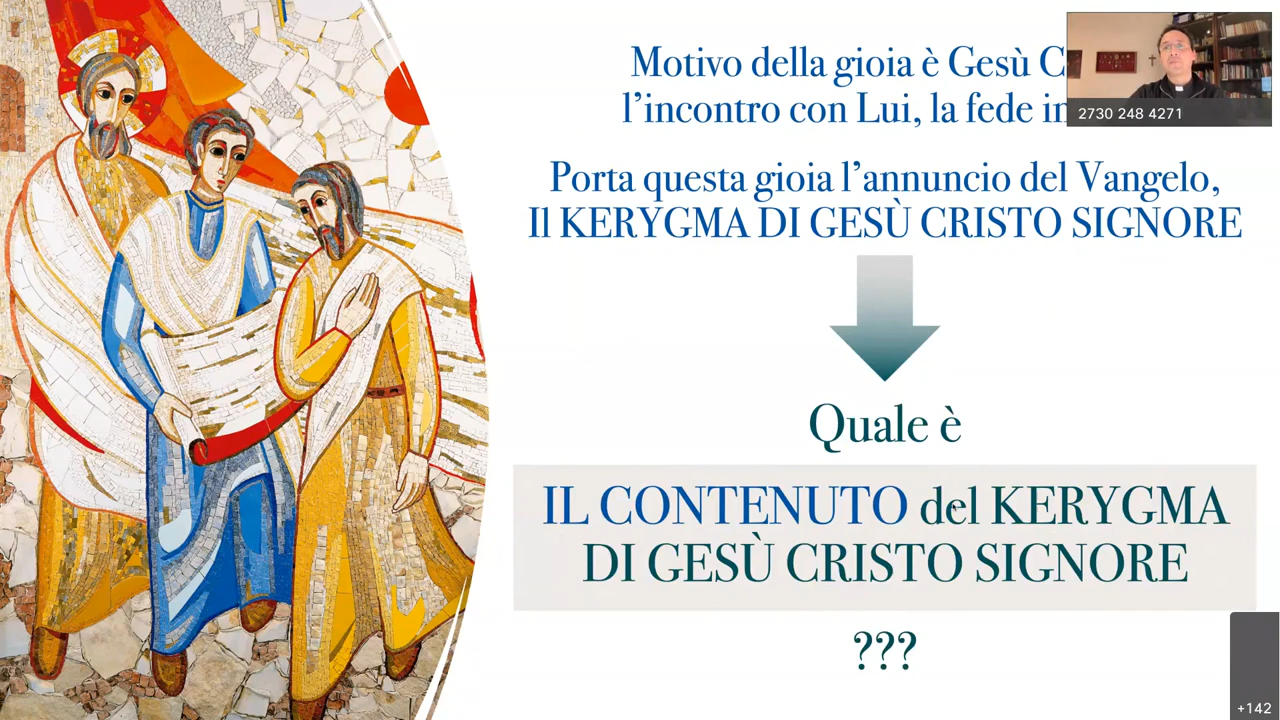 Motivo della gioia è Gesù C
l’incontro con Lui, la fede in
2730 248 4271
Porta questa gioia l’annuncio del Vangelo,
Il KERYGMA DI GESÙ CRISTO SIGNORE
Quale è
IL CONTENUTO del KERYGMA
DI GESÙ CRISTO SIGNORE
???
+142